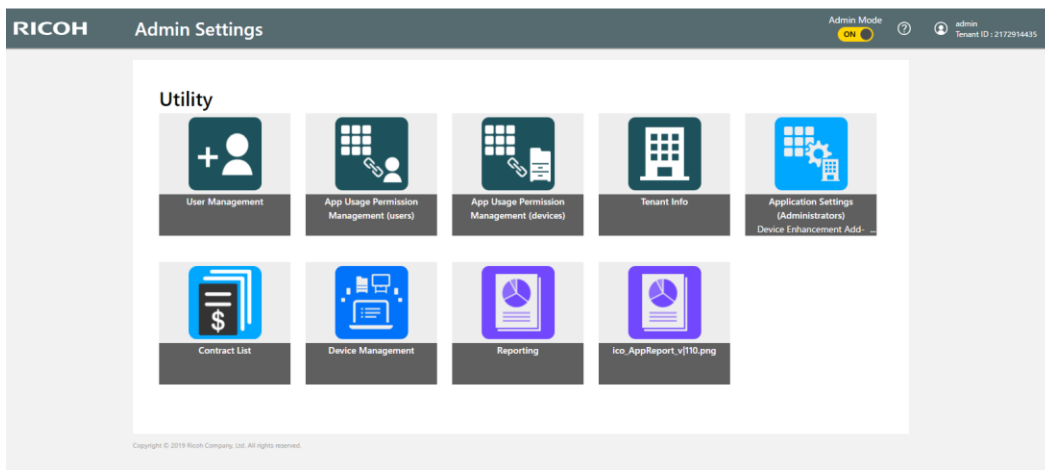 RICOH
Admin Settings
Admin Mode
ON
admin
Tenant ID : 2172914435
Utility
User Management
App Usage Permission
Management (users)
App Usage Permission
Management (devices)
Tenant Info
Application Settings
(Administrators)
Device Enhancement Add- ...
Contract List
Device Management
Reporting
ico_AppReport_v|110.png
Copyright © 2019 Ricoh Company, Ltd. All rights reserved.